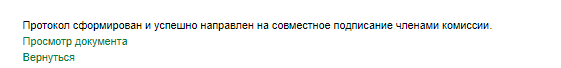 Протокол сформирован и успешно направлен на совместное подписание членами комиссии.
Просмотр документа
Вернуться